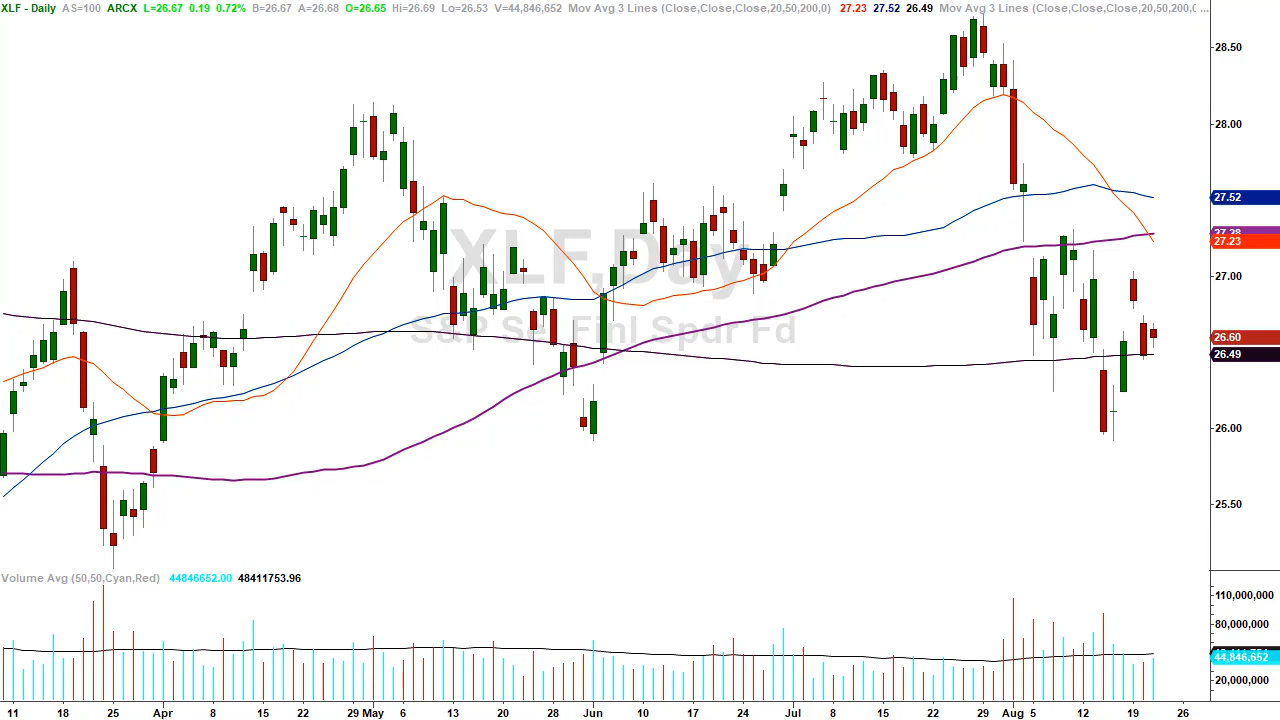 XLF - Daily AS=100 ARCX L=26.67 0.19 0.72% B=26.67 A=26.68 O=26.65 Hi=26.69 Lo=26.53 V=44,846,652 Mov Avg 3 Lines (Close,Close,Close,20,50,200,0) 27.23 27.52 26.49 Mov Avg 3 Lines (Close,Close,Close,20,50,200,0 ...
28.50
28.00
27.52
27.28
27.23
27.00
26.60
26.49
26.00
25.50
XLF,Day
S&P Sel Finl Spdr Fd
Volume Avg (50,50,Cyan,Red) 44846652.00 48411753.96
110,000,000
80,000,000
44,846,652
20,000,000
11 18 25 Apr 8 15 22 29 May 6 13 20 28 Jun 10 17 24 Jul 8 15 22 29 Aug 5 12 19 26